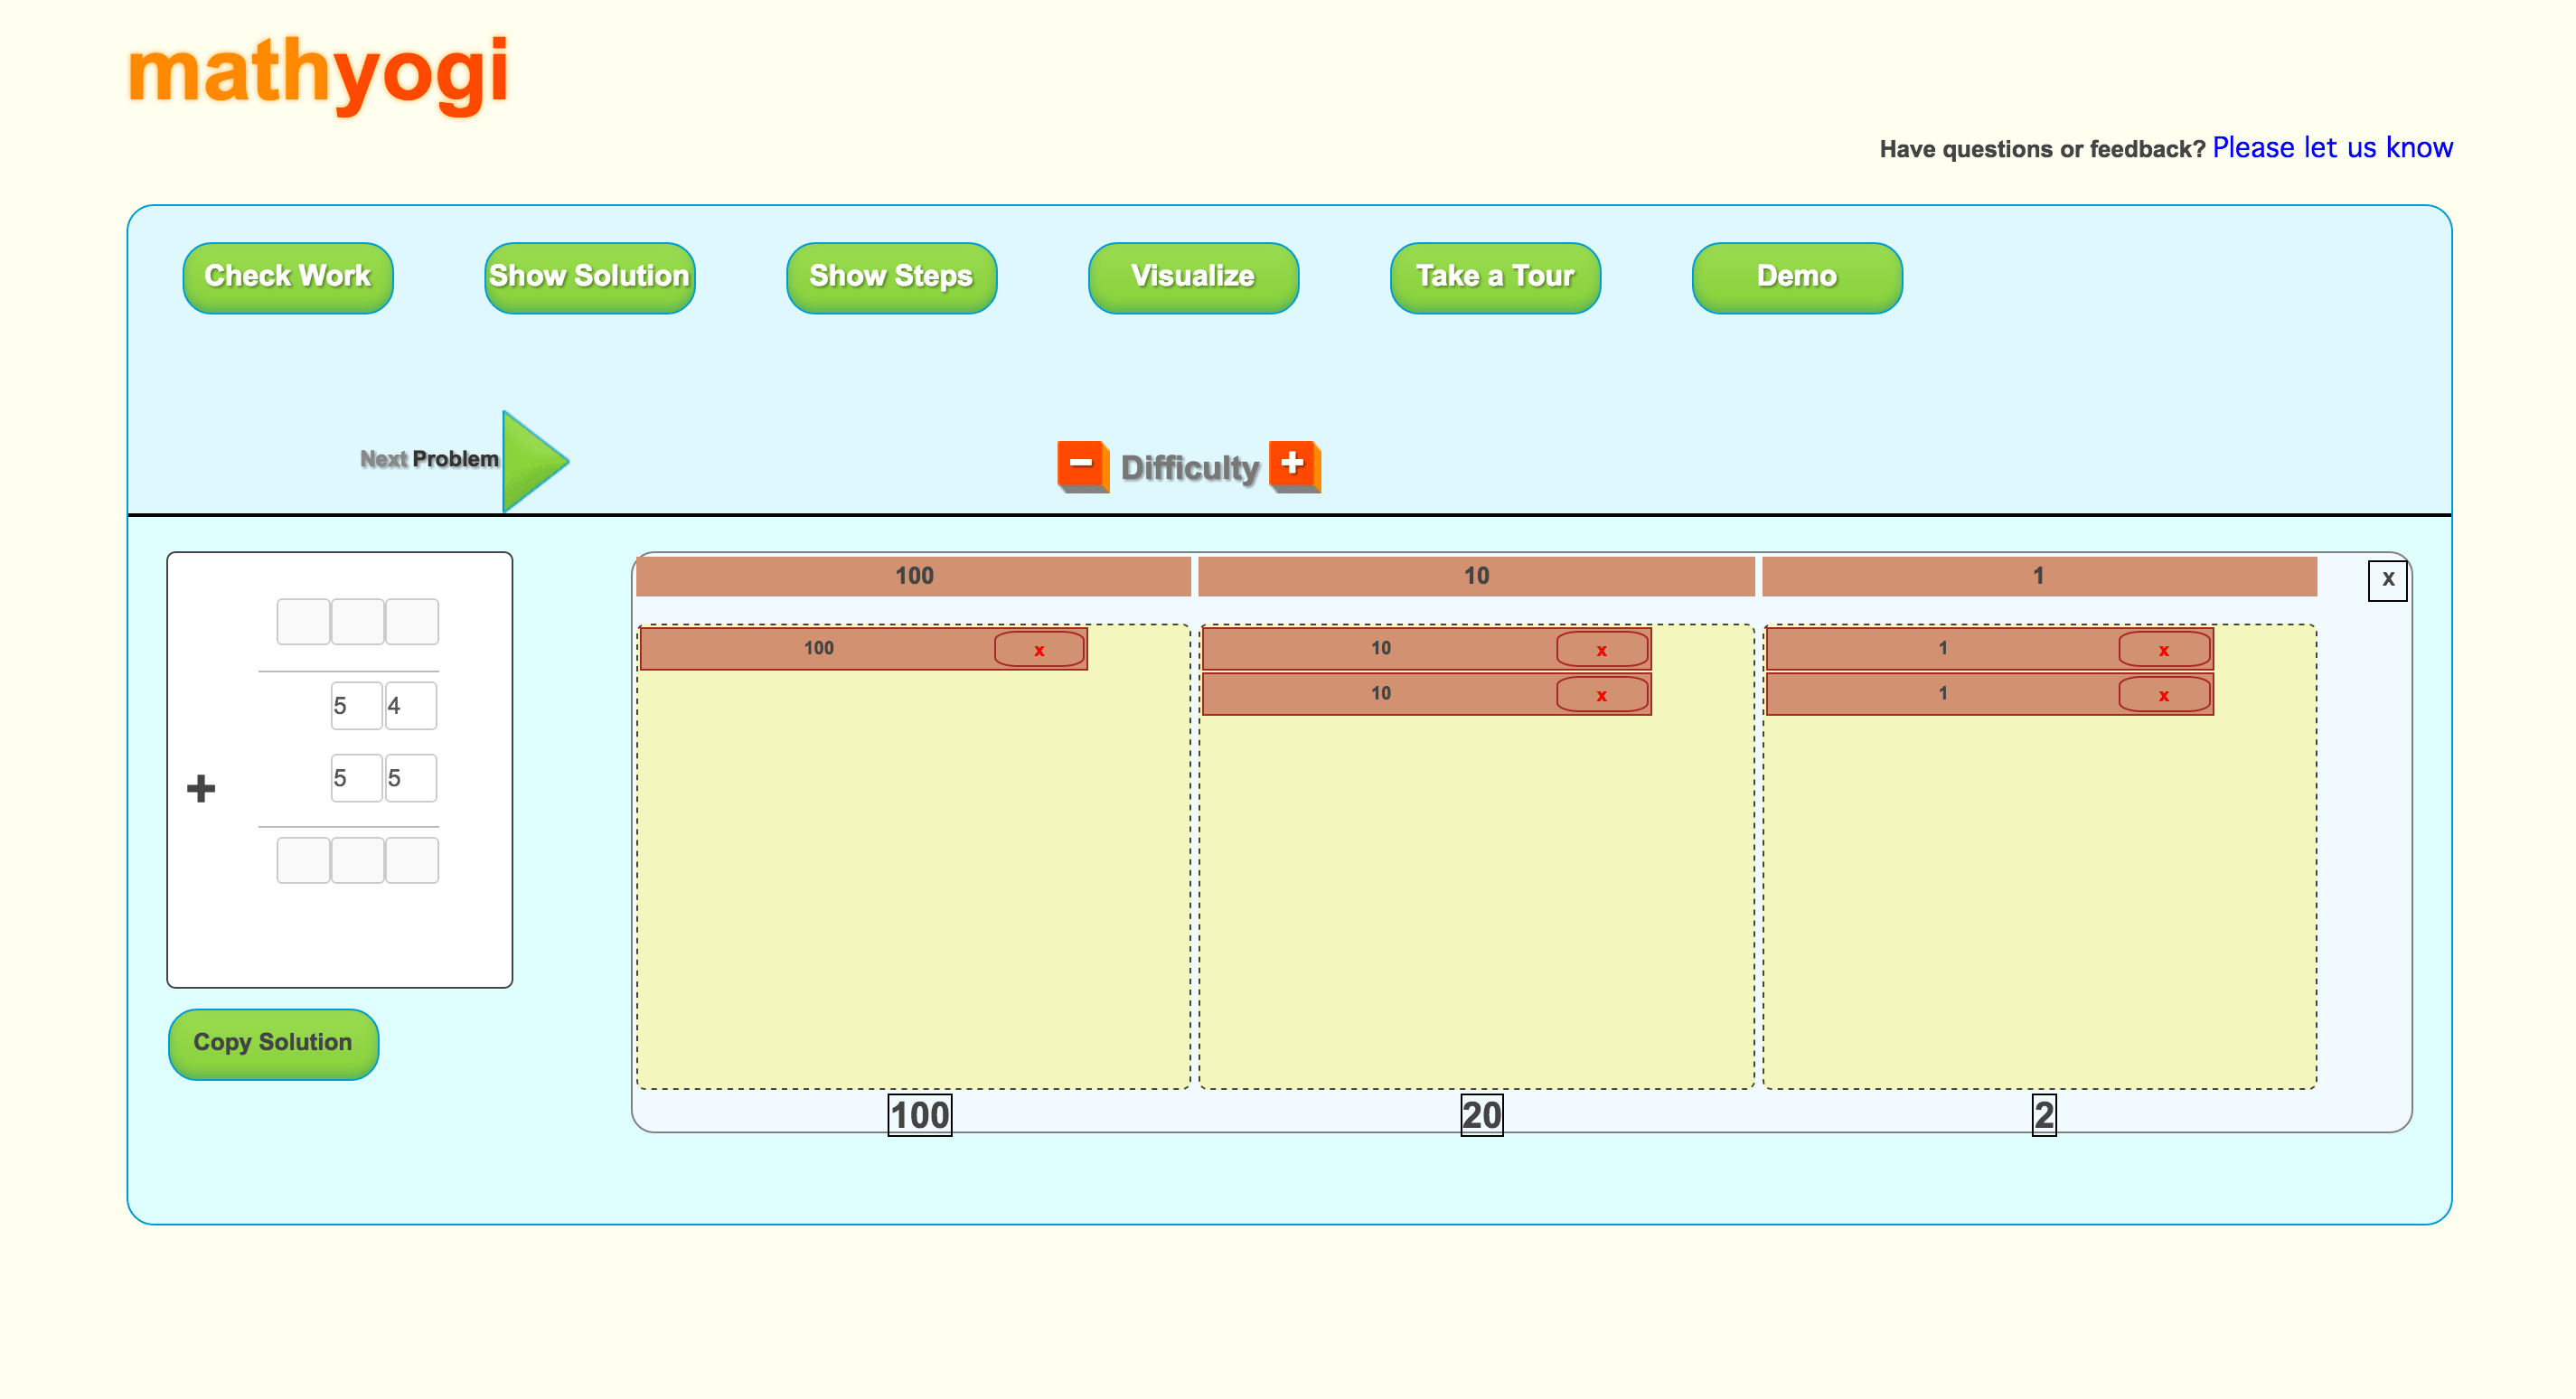 mathyogi
Have questions or feedback? Please let us know
Check Work Show Solution Show Steps Visualize Take a Tour Demo
Next Problem − Difficulty +
100 10 1 x
100 x 10 x 1 x
10 x 1 x
5 4
+ 5 5
Copy Solution
100 20 2